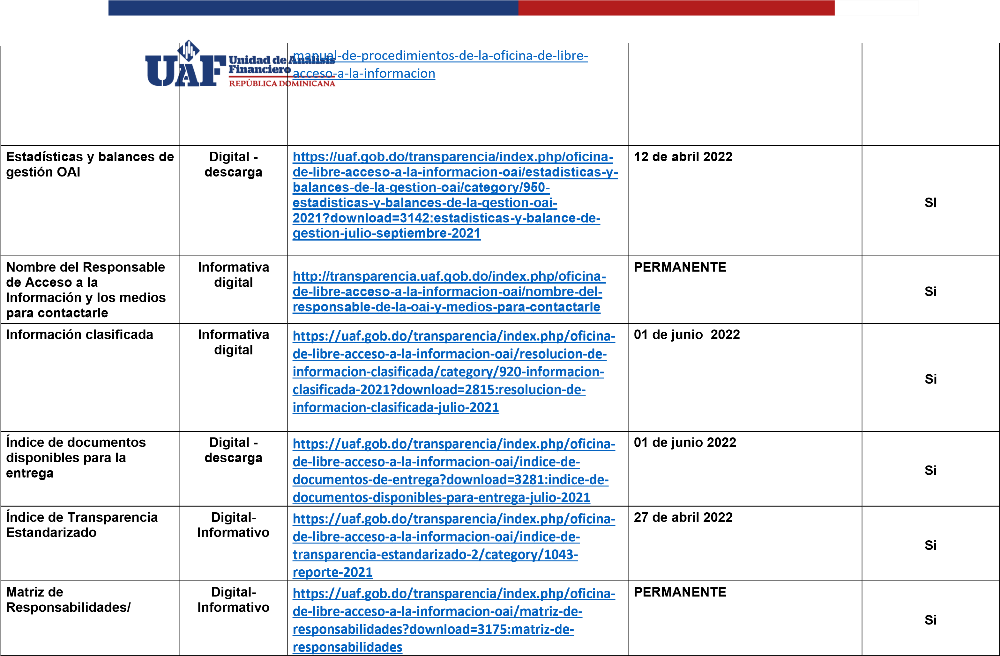 UAF Unidad de Análisis
Financiero
REPÚBLICA DOMINICANA
manual-de-procedimientos-de-la-oficina-de-libre-
acceso-a-la-informacion
Estadísticas y balances de
gestión OAI
Digital -
descarga
https://uaf.gob.do/transparencia/index.php/oficina-
de-libre-acceso-a-la-informacion-oai/estadisticas-y-
balances-de-la-gestion-oai/category/950-
estadisticas-y-balances-de-la-gestion-oai-
2021?download=3142:estadisticas-y-balance-de-
gestion-julio-septiembre-2021
12 de abril 2022
SI
Nombre del Responsable
de Acceso a la
Información y los medios
para contactarle
Informativa
digital
http://transparencia.uaf.gob.do/index.php/oficina-
de-libre-acceso-a-la-informacion-oai/nombre-del-
responsable-de-la-oai-y-medios-para-contactarle
PERMANENTE
Si
Información clasificada
Informativa
digital
https://uaf.gob.do/transparencia/index.php/oficina-
de-libre-acceso-a-la-informacion-oai/resolucion-de-
informacion-clasificada/category/920-informacion-
clasificada-2021?download=2815:resolucion-de-
informacion-clasificada-julio-2021
01 de junio  2022
Si
Índice de documentos
disponibles para la
entrega
Digital -
descarga
https://uaf.gob.do/transparencia/index.php/oficina-
de-libre-acceso-a-la-informacion-oai/indice-de-
documentos-de-entrega?download=3281:indice-de-
documentos-disponibles-para-entrega-julio-2021
01 de junio 2022
Si
Índice de Transparencia
Estandarizado
Digital-
Informativo
https://uaf.gob.do/transparencia/index.php/oficina-
de-libre-acceso-a-la-informacion-oai/indice-de-
transparencia-estandarizado-2/category/1043-
reporte-2021
27 de abril 2022
Si
Matriz de
Responsabilidades/
Digital-
Informativo
https://uaf.gob.do/transparencia/index.php/oficina-
de-libre-acceso-a-la-informacion-oai/matriz-de-
responsabilidades?download=3175:matriz-de-
responsabilidades
PERMANENTE
Si